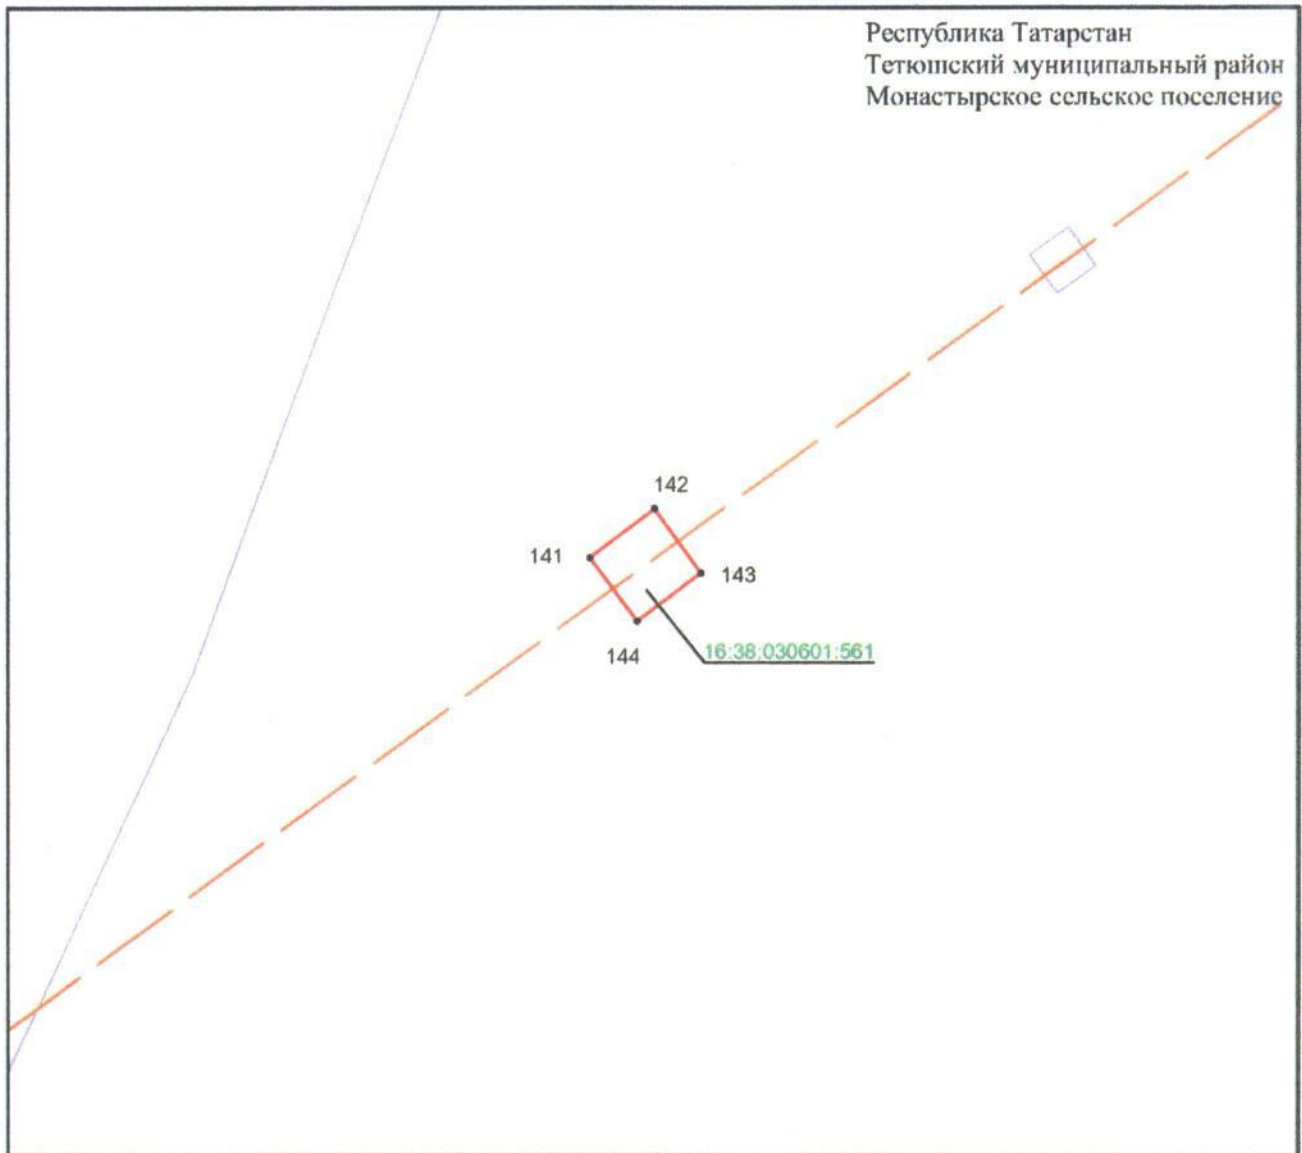 Республика Татарстан
Тетюшский муниципальный район
Монастырское сельское поселение
142
141
143
144
16:38:030601:561